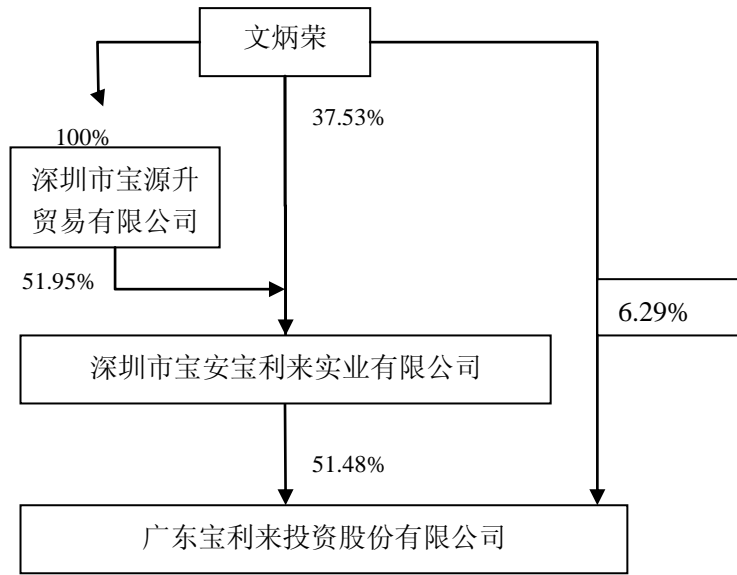 文炳荣
37.53%
100%
深圳市宝源升
贸易有限公司
51.95%
6.29%
深圳市宝安宝利来实业有限公司
51.48%
广东宝利来投资股份有限公司